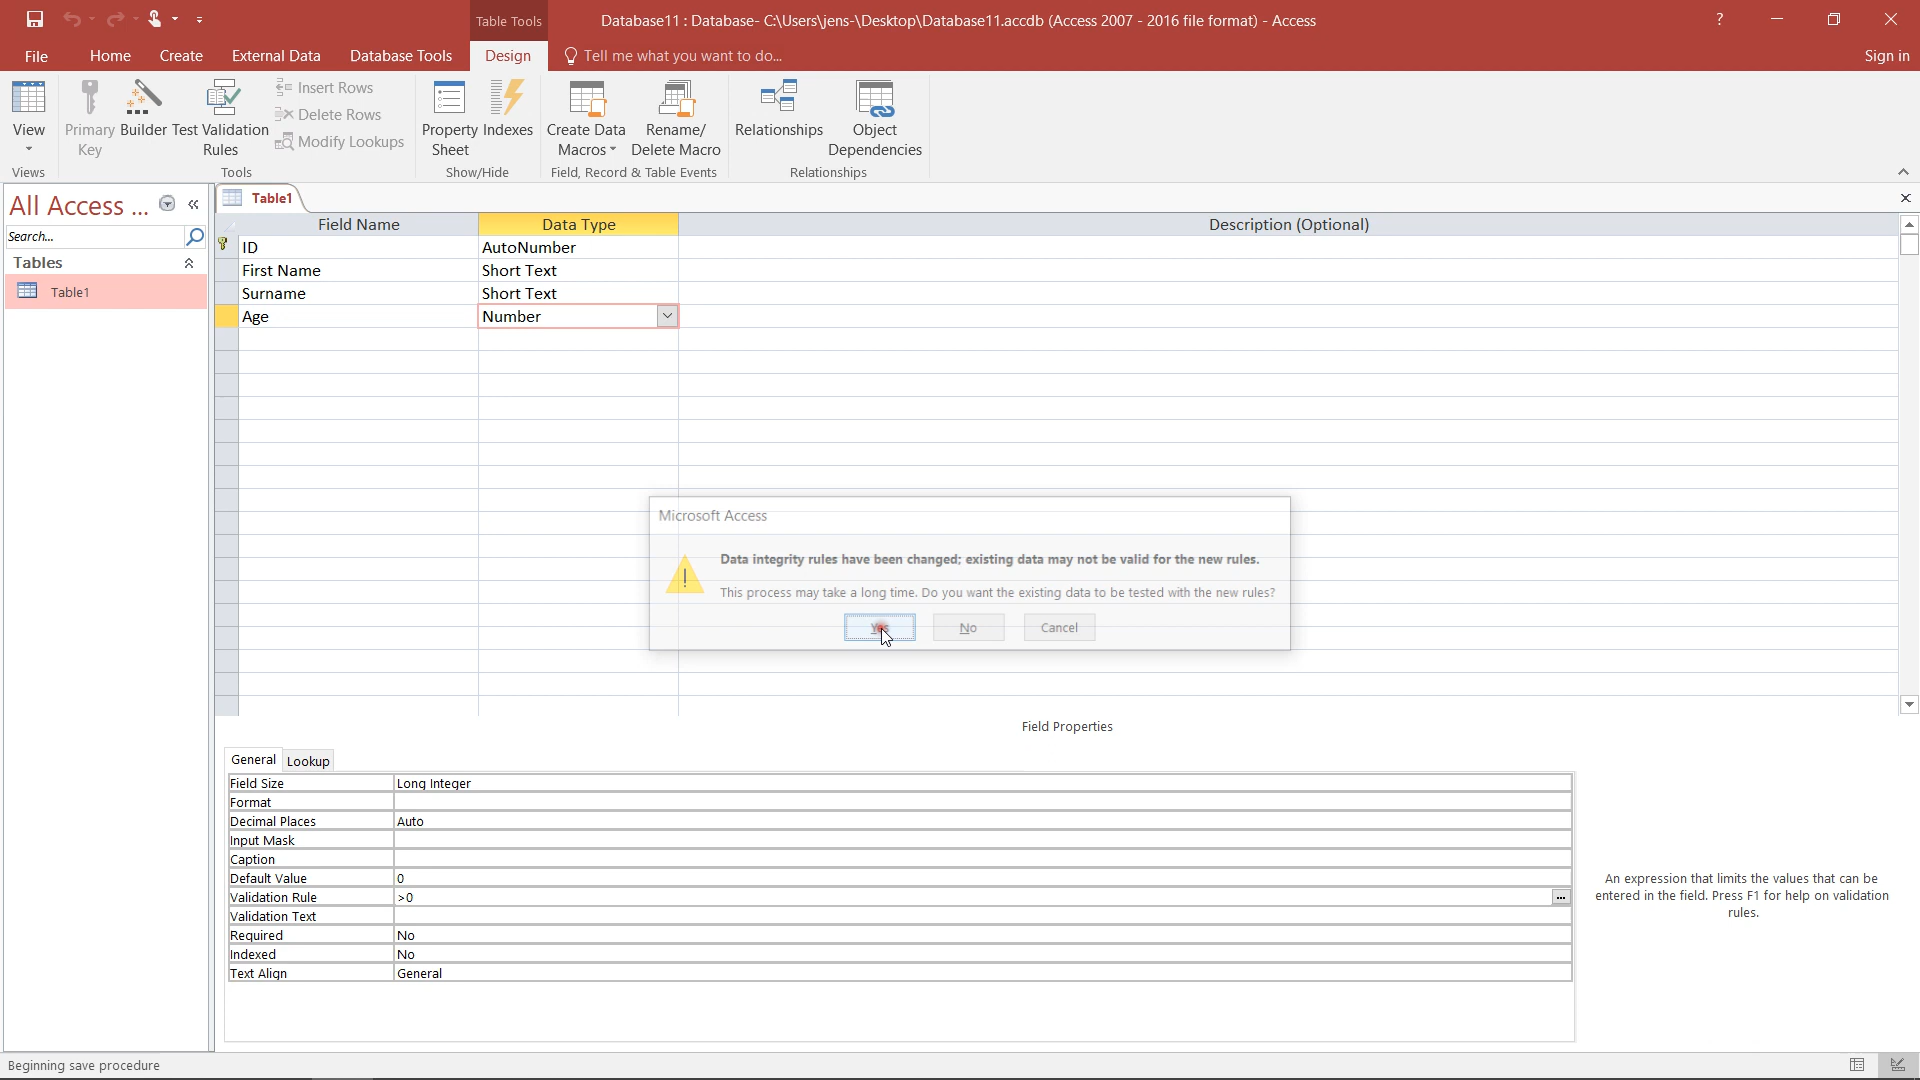 Table Tools
Database11 : Database- C:\Users\jens-\Desktop\Database11.accdb (Access 2007 - 2016 file format) - Access
?
File Home Create External Data Database Tools Design Tell me what you want to do...
Sign in
View
Primary Key
Builder
Test Validation Rules
Insert Rows
Delete Rows
Modify Lookups
Property Sheet
Indexes
Create Data Macros
Rename/ Delete Macro
Relationships
Object Dependencies
Views
Tools
Show/Hide
Field, Record & Table Events
Relationships
All Access ...
Search...
Tables
Table1
Table1
Field Name Data Type Description (Optional)
ID AutoNumber
First Name Short Text
Surname Short Text
Age Number
Microsoft Access
Data integrity rules have been changed; existing data may not be valid for the new rules.
This process may take a long time. Do you want the existing data to be tested with the new rules?
Yes No Cancel
Field Properties
General Lookup
Field Size Long Integer
Format
Decimal Places Auto
Input Mask
Caption
Default Value 0
Validation Rule >0
Validation Text
Required No
Indexed No
Text Align General
An expression that limits the values that can be
entered in the field. Press F1 for help on validation
rules.
Beginning save procedure